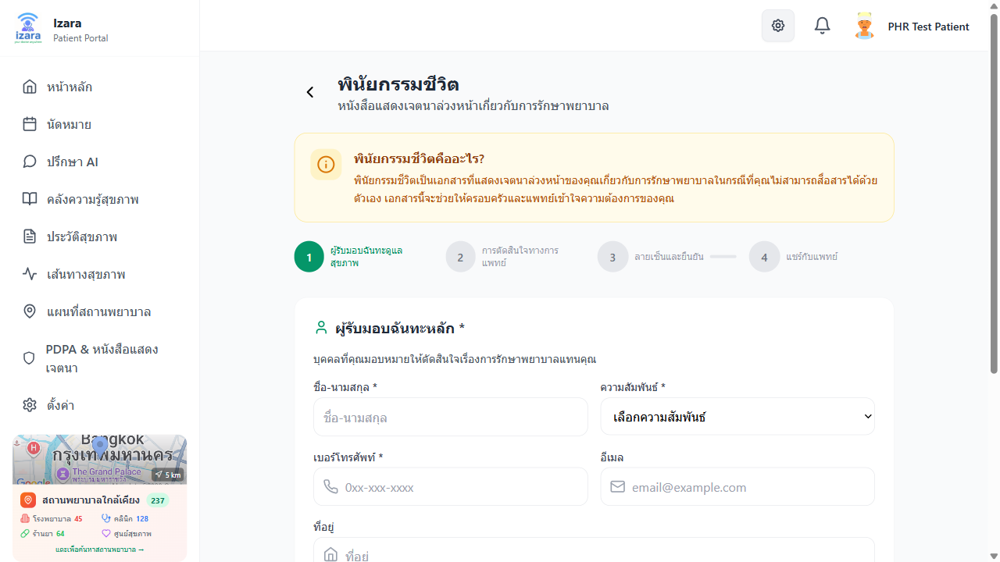 izara
Izara
Patient Portal
PHR Test Patient
หน้าหลัก
นัดหมาย
ปรึกษา AI
คลังความรู้สุขภาพ
ประวัติสุขภาพ
เส้นทางสุขภาพ
แผนที่สถานพยาบาล
PDPA & หนังสือแสดง
เจตนา
ตั้งค่า
Bangkok
กรุงเทพมหานคร
The Grand Palace
พระบรมมหาราชวัง
Google
5 km
สถานพยาบาลใกล้เคียง 237
โรงพยาบาล 45
คลินิก 128
ร้านยา 64
ศูนย์สุขภาพ
แตะเพื่อค้นหาสถานพยาบาล →
พินัยกรรมชีวิต
หนังสือแสดงเจตนาล่วงหน้าเกี่ยวกับการรักษาพยาบาล
พินัยกรรมชีวิตคืออะไร?
พินัยกรรมชีวิตเป็นเอกสารที่แสดงเจตนาล่วงหน้าของคุณเกี่ยวกับการรักษาพยาบาลในกรณีที่คุณไม่สามารถสื่อสารได้ด้วย
ตัวเอง เอกสารนี้จะช่วยให้ครอบครัวและแพทย์เข้าใจความต้องการของคุณ
1
ผู้รับมอบฉันทะดูแล
สุขภาพ
2
การตัดสินใจทางการ
แพทย์
3
ลายเซ็นและยืนยัน
4
แชร์กับแพทย์
ผู้รับมอบฉันทะหลัก *
บุคคลที่คุณมอบหมายให้ตัดสินใจเรื่องการรักษาพยาบาลแทนคุณ
ชื่อ-นามสกุล *
ความสัมพันธ์ *
ชื่อ-นามสกุล
เลือกความสัมพันธ์
เบอร์โทรศัพท์ *
อีเมล
0xx-xxx-xxxx
email@example.com
ที่อยู่
ที่อยู่